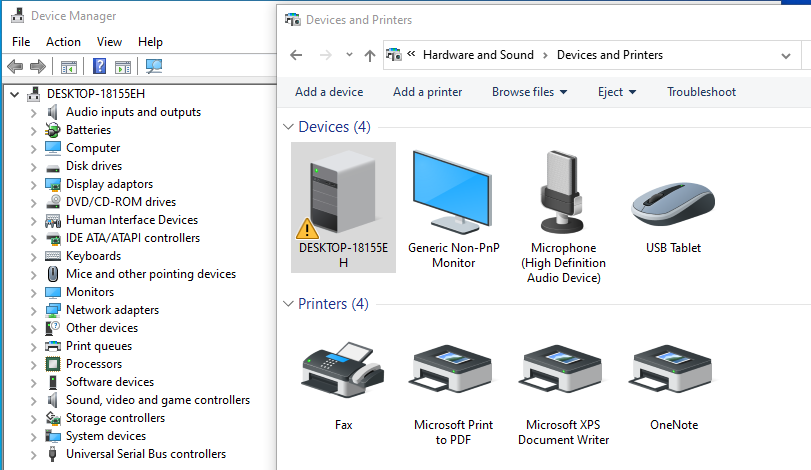 Device Manager
File Action View Help
DESKTOP-18155EH
Audio inputs and outputs
Batteries
Computer
Disk drives
Display adaptors
DVD/CD-ROM drives
Human Interface Devices
IDE ATA/ATAPI controllers
Keyboards
Mice and other pointing devices
Monitors
Network adapters
Other devices
Print queues
Processors
Software devices
Sound, video and game controllers
Storage controllers
System devices
Universal Serial Bus controllers
Devices and Printers
« Hardware and Sound > Devices and Printers
Add a device Add a printer Browse files Eject Troubleshoot
Devices (4)
DESKTOP-18155E
H
Generic Non-PnP
Monitor
Microphone
(High Definition
Audio Device)
USB Tablet
Printers (4)
Fax
Microsoft Print
to PDF
Microsoft XPS
Document Writer
OneNote